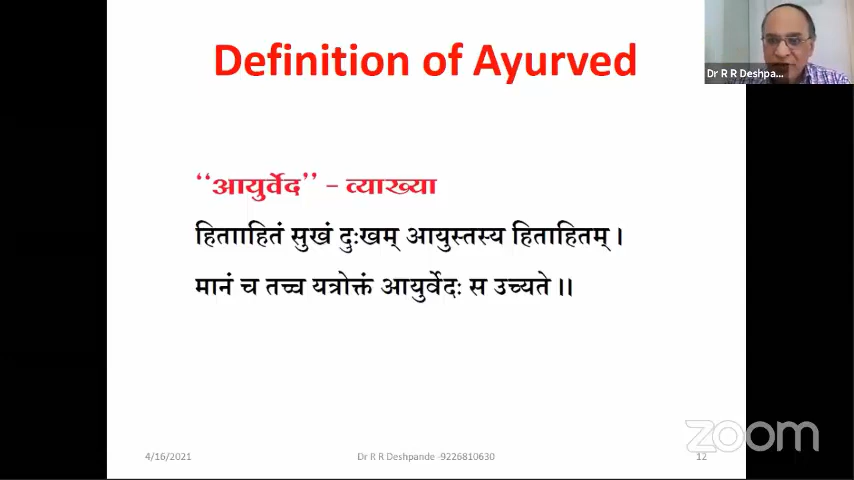 Definition of Ayurved
Dr R R Deshpa...
“आयुर्वेद” - व्याख्या
हितााहितं सुखं दुःखम् आयुस्तस्य हिताहितम् ।
मानं च तच्च यत्रोक्तं आयुर्वेदः स उच्यते ।।
zoom
4/16/2021
Dr R R Deshpande -9226810630
12